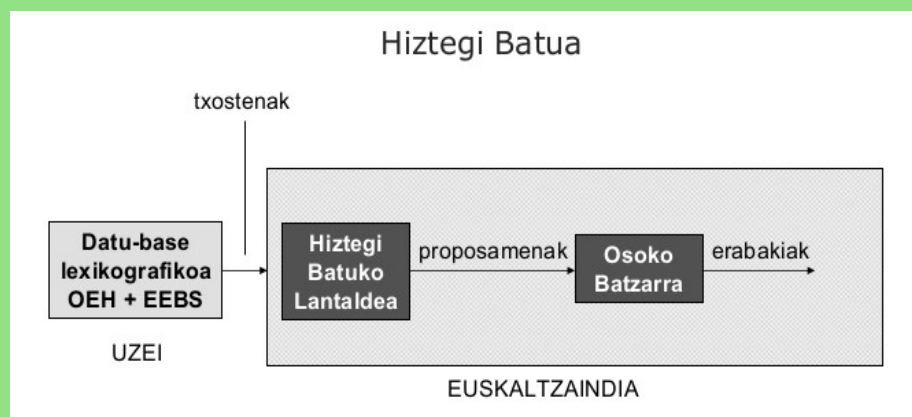 Hiztegi Batua
txostenak
Datu-base
lexikografikoa
OEH + EEBS
UZEI
Hiztegi
Batuko
Lantaldea
proposamenak
Osoko
Batzarra
erabakiak
EUSKALTZAINDIA